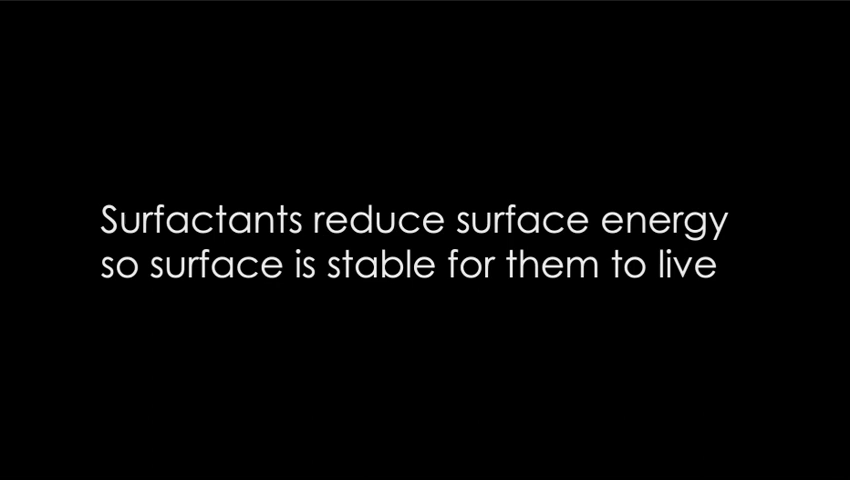 Surfactants reduce surface energy
so surface is stable for them to live